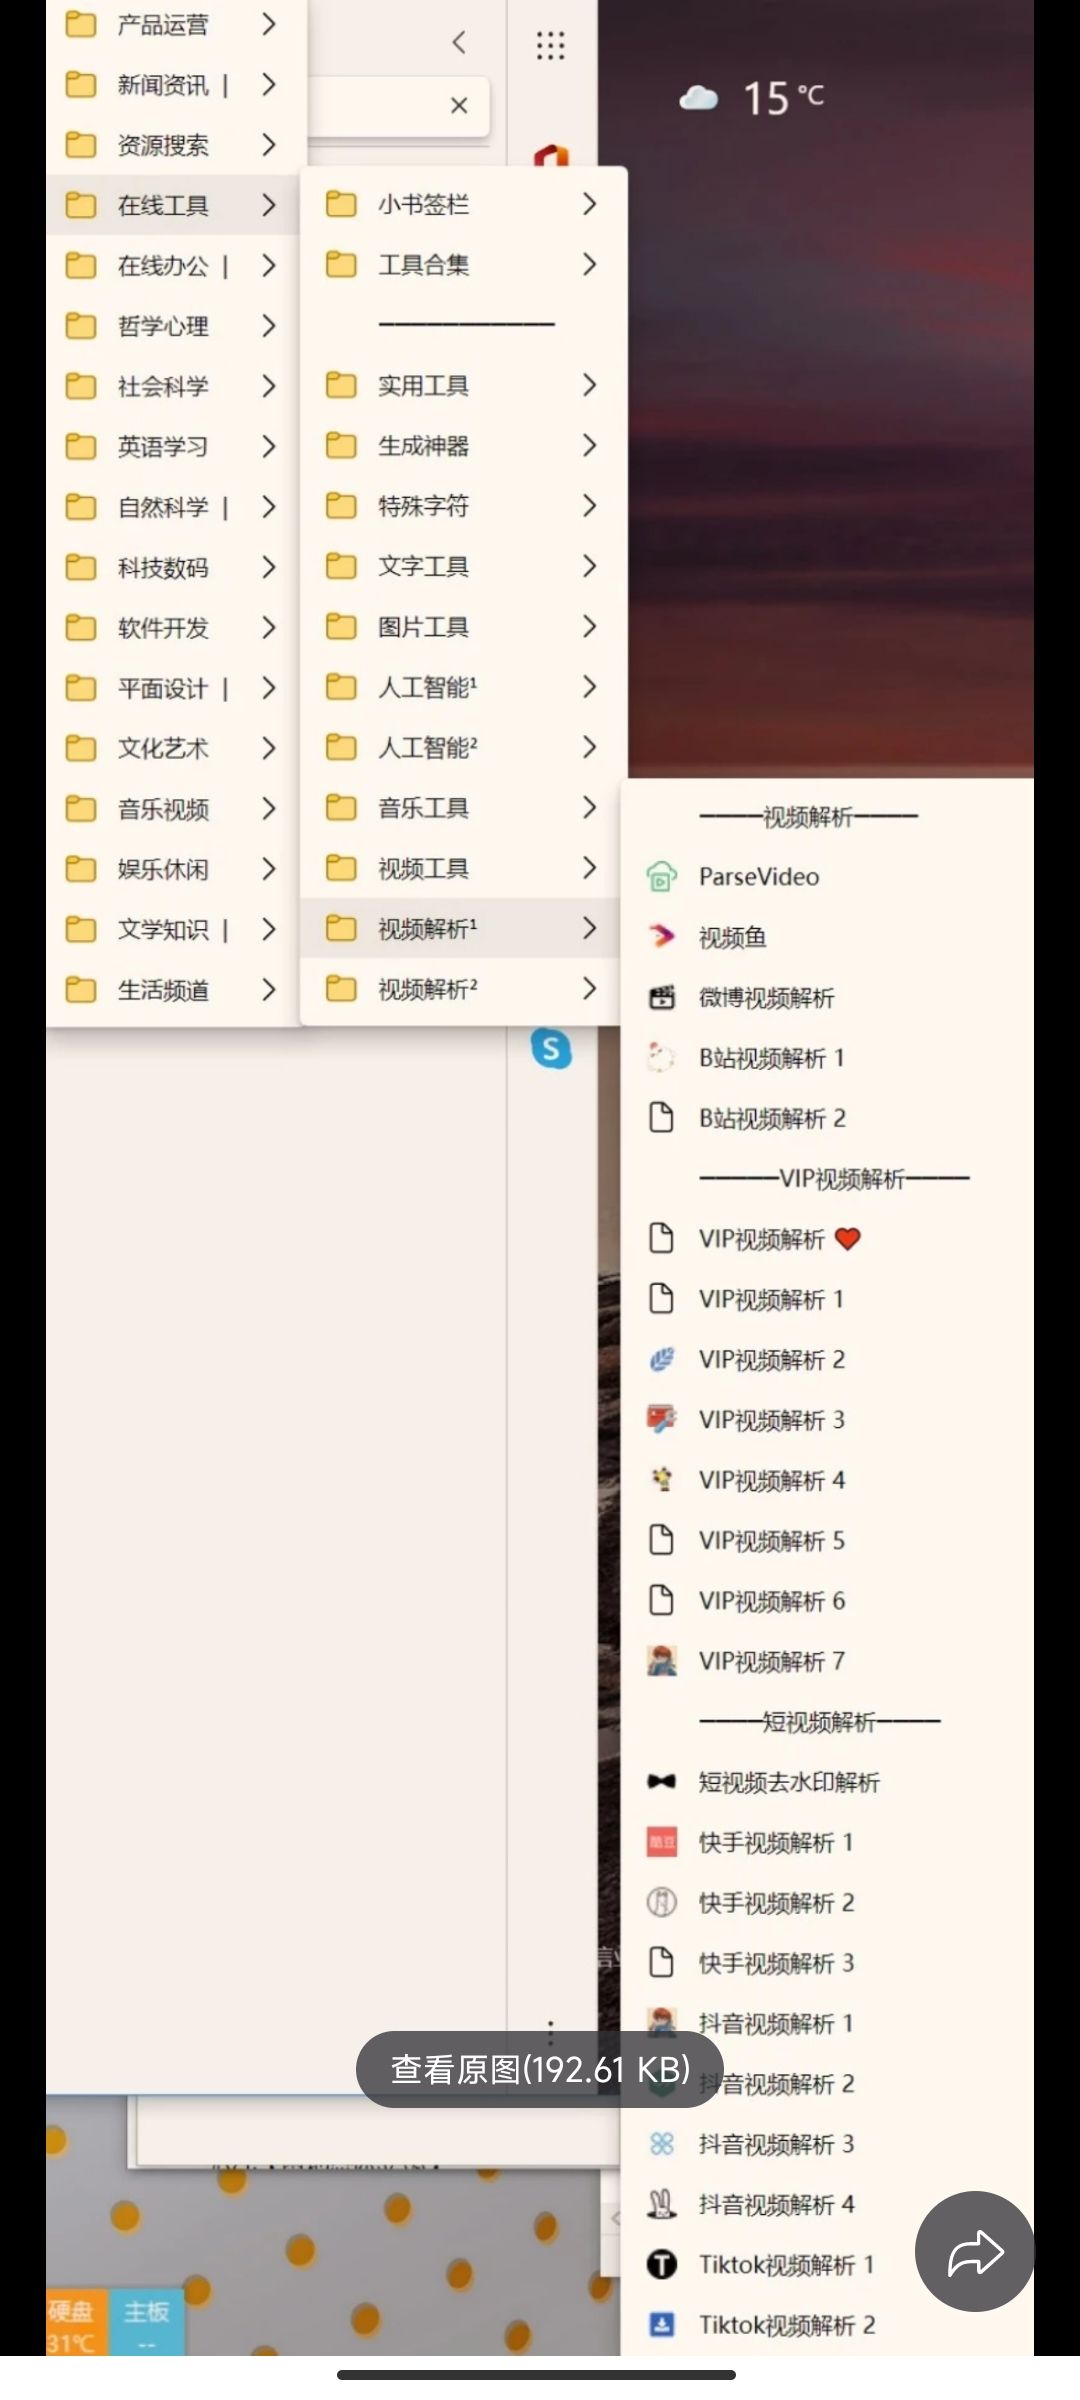 产品运营
新闻资讯 |
资源搜索
在线工具
在线办公 |
哲学心理
社会科学
英语学习
自然科学 |
科技数码
软件开发
平面设计 |
文化艺术
音乐视频
娱乐休闲
文学知识 |
生活频道
15 °C
小书签栏
工具合集
———————————
实用工具
生成神器
特殊字符
文字工具
图片工具
人工智能¹
人工智能²
音乐工具
视频工具
视频解析¹
视频解析²
————视频解析————
ParseVideo
视频鱼
微博视频解析
B站视频解析 1
B站视频解析 2
—————VIP视频解析————
VIP视频解析 ❤️
VIP视频解析 1
VIP视频解析 2
VIP视频解析 3
VIP视频解析 4
VIP视频解析 5
VIP视频解析 6
VIP视频解析 7
————短视频解析————
短视频去水印解析
酷豆
快手视频解析 1
快手视频解析 2
快手视频解析 3
抖音视频解析 1
抖音视频解析 2
抖音视频解析 3
抖音视频解析 4
Tiktok视频解析 1
Tiktok视频解析 2
查看原图(192.61 KB)
硬盘
31℃
主板
--